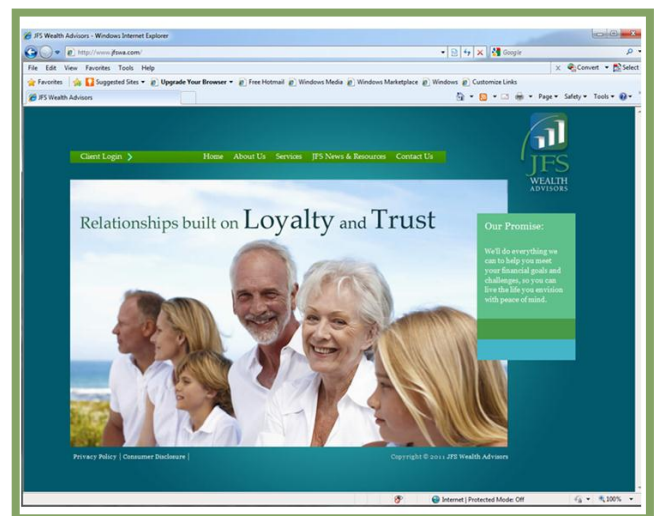 JFS Wealth Advisors - Windows Internet Explorer
http://www.jfswa.com/
Google
File Edit View Favorites Tools Help
Convert Select
Favorites Suggested Sites Upgrade Your Browser Free Hotmail Windows Media Windows Marketplace Windows Customize Links
JFS Wealth Advisors
Page Safety Tools
Client Login
Home About Us Services JFS News & Resources Contact Us
JFS
WEALTH
ADVISORS
Relationships built on Loyalty and Trust
Our Promise:
We'll do everything we
can to help you meet
your financial goals and
challenges, so you can
live the life you envision
with peace of mind.
Privacy Policy | Consumer Disclosure |
Copyright © 2011 JFS Wealth Advisors
Internet | Protected Mode: Off
100%